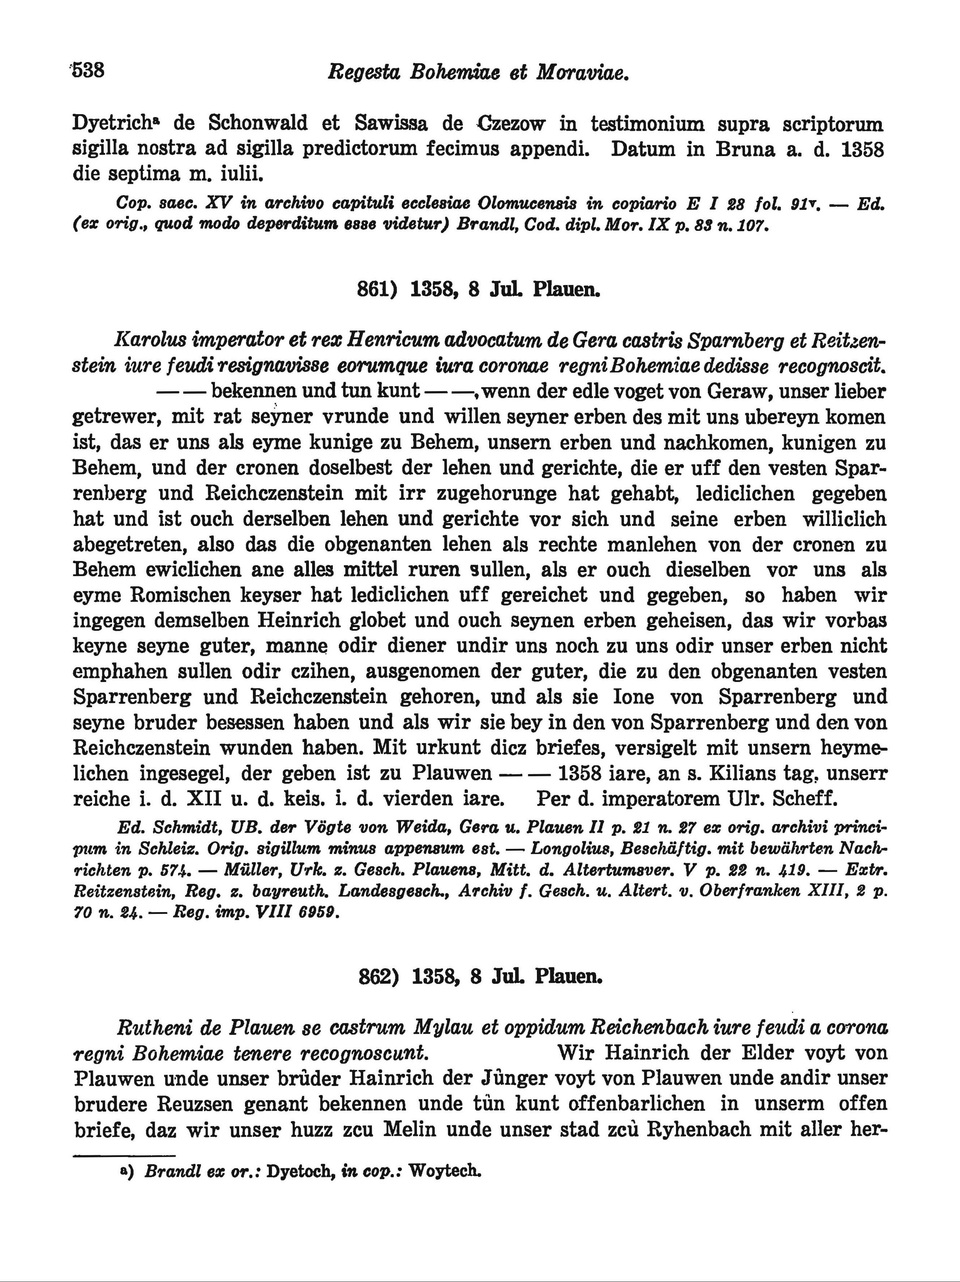 538 Regesta Bohemiae et Moraviae.
Dyetrichᵃ de Schonwald et Sawissa de Czezow in testimonium supra scriptorum
sigilla nostra ad sigilla predictorum fecimus appendi. Datum in Bruna a. d. 1358
die septima m. iulii.
Cop. saec. XV in archivo capituli ecclesiae Olomucensis in copiario E I 28 fol. 91ᵛ. — Ed.
(ex orig., quod modo deperditum esse videtur) Brandl, Cod. dipl. Mor. IX p. 83 n. 107.
861) 1358, 8 Jul. Plauen.
Karolus imperator et rex Henricum advocatum de Gera castris Sparnberg et Reitzen-
stein iure feudi resignavisse eorumque iura coronae regni Bohemiae dedisse recognoscit.
— — bekennen und tun kunt — —, wenn der edle voget von Geraw, unser lieber
getrewer, mit rat seyner vrunde und willen seyner erben des mit uns ubereyn komen
ist, das er uns als eyme kunige zu Behem, unsern erben und nachkomen, kunigen zu
Behem, und der cronen doselbest der lehen und gerichte, die er uff den vesten Spar-
renberg und Reichczenstein mit irr zugehorunge hat gehabt, lediclichen gegeben
hat und ist ouch derselben lehen und gerichte vor sich und seine erben williclich
abegetreten, also das die obgenanten lehen als rechte manlehen von der cronen zu
Behem ewiclichen ane alles mittel ruren sullen, als er ouch dieselben vor uns als
eyme Romischen keyser hat lediclichen uff gereichet und gegeben, so haben wir
ingegen demselben Heinrich globet und ouch seynen erben geheisen, das wir vorbas
keyne seyne guter, manne odir diener undir uns noch zu uns odir unser erben nicht
emphahen sullen odir czihen, ausgenomen der guter, die zu den obgenanten vesten
Sparrenberg und Reichczenstein gehoren, und als sie Ione von Sparrenberg und
seyne bruder besessen haben und als wir sie bey in den von Sparrenberg und den von
Reichczenstein wunden haben. Mit urkunt dicz briefes, versigelt mit unserm heyme-
lichen ingesegel, der geben ist zu Plauwen — — 1358 iare, an s. Kilians tag, unserr
reiche i. d. XII u. d. keis. i. d. vierden iare. Per d. imperatorem Ulr. Scheff.
Ed. Schmidt, UB. der Vögte von Weida, Gera u. Plauen II p. 21 n. 27 ex orig. archivi princi-
pum in Schleiz. Orig. sigillum minus appensum est. — Longolius, Beschäftig. mit bewährten Nach-
richten p. 574. — Müller, Urk. z. Gesch. Plauens, Mitt. d. Altertumsver. V p. 22 n. 419. — Extr.
Reitzenstein, Reg. z. bayreuth. Landesgesch., Archiv f. Gesch. u. Altert. v. Oberfranken XIII, 2 p.
70 n. 24. — Reg. imp. VIII 6959.
862) 1358, 8 Jul. Plauen.
Rutheni de Plauen se castrum Mylau et oppidum Reichenbach iure feudi a corona
regni Bohemiae tenere recognoscunt. Wir Hainrich der Elder voyt von
Plauwen unde unser brůder Hainrich der Jůnger voyt von Plauwen unde andir unser
brudere Reuzsen genant bekennen unde tůn kunt offenbarlichen in unserm offen
briefe, daz wir unser huzz zcu Melin unde unser stad zců Ryhenbach mit aller her-
a) Brandl ex or.: Dyetoch, in cop.: Woytech.